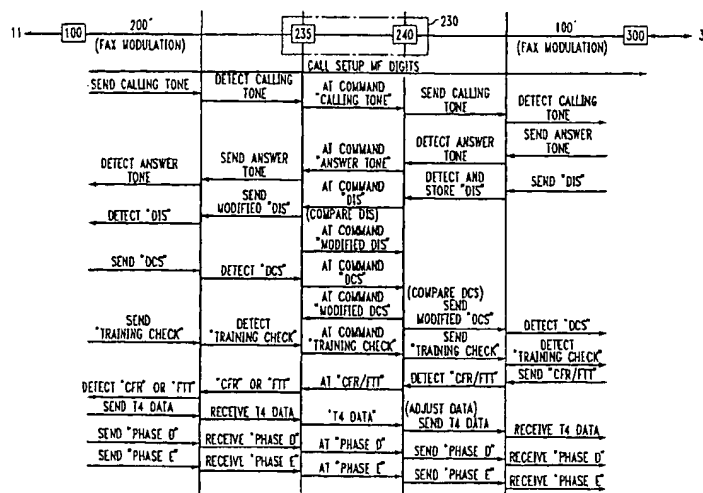 230
11 100 200' 235 240 100' 300 3
(FAX MODULATION) (FAX MODULATION)
CALL SETUP MF DIGITS
SEND CALLING TONE
DETECT CALLING TONE
AT COMMAND "CALLING TONE"
SEND CALLING TONE
DETECT CALLING TONE
SEND ANSWER TONE
DETECT ANSWER TONE
AT COMMAND "ANSWER TONE"
SEND ANSWER TONE
DETECT ANSWER TONE
SEND "DIS"
DETECT AND STORE "DIS"
AT COMMAND "DIS"
(COMPARE DIS)
SEND MODIFIED "DIS"
DETECT "DIS"
AT COMMAND "MODIFIED DIS"
SEND "DCS"
DETECT "DCS"
AT COMMAND "DCS"
AT COMMAND "MODIFIED DCS"
(COMPARE DCS)
SEND MODIFIED "DCS"
DETECT "DCS"
SEND "TRAINING CHECK"
DETECT "TRAINING CHECK"
AT COMMAND "TRAINING CHECK"
SEND "TRAINING CHECK"
DETECT "TRAINING CHECK"
SEND "CFR/FTT"
DETECT "CFR/FTT"
AT "CFR/FTT"
"CFR" OR "FTT"
DETECT "CFR" OR "FTT"
SEND T4 DATA
RECEIVE T4 DATA
"T4 DATA"
(ADJUST DATA)
SEND T4 DATA
RECEIVE T4 DATA
SEND "PHASE D"
RECEIVE "PHASE D"
AT "PHASE D"
SEND "PHASE D"
RECEIVE "PHASE D"
SEND "PHASE E"
RECEIVE "PHASE E"
AT "PHASE E"
SEND "PHASE E"
RECEIVE "PHASE E"